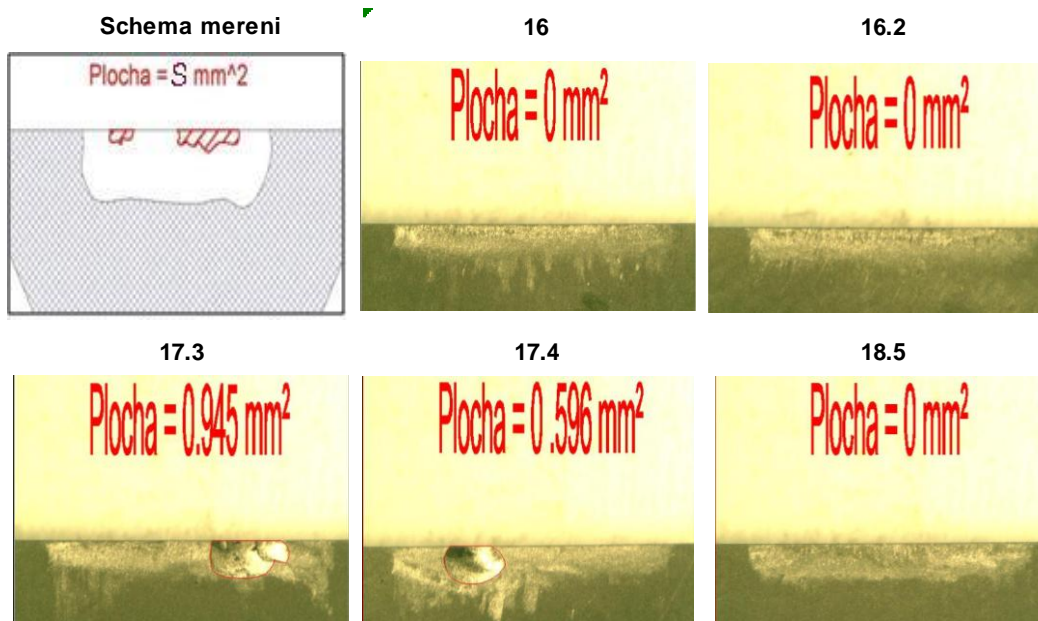 Schema mereni
16
16.2
Plocha = S mm^2
Plocha = 0 mm²
Plocha = 0 mm²
17.3
17.4
18.5
Plocha = 0.945 mm²
Plocha = 0 .596 mm²
Plocha = 0 mm²